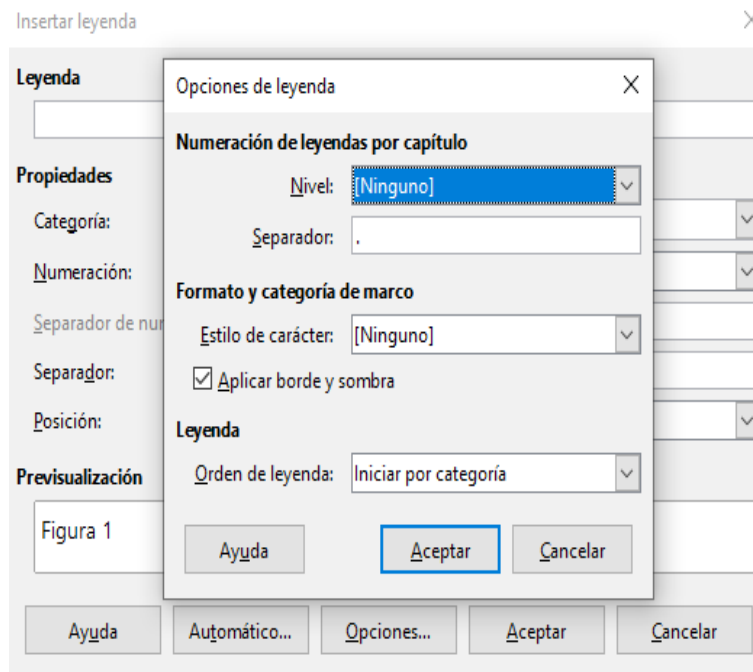 Insertar leyenda
Leyenda
Opciones de leyenda
Numeración de leyendas por capítulo
Nivel: [Ninguno]
Separador: .
Formato y categoría de marco
Estilo de carácter: [Ninguno]
Aplicar borde y sombra
Leyenda
Orden de leyenda: Iniciar por categoría
Ayuda Aceptar Cancelar
Propiedades
Categoría:
Numeración:
Separador de
Separador:
Posición:
Previsualización
Figura 1
Ayuda Automático... Opciones... Aceptar Cancelar